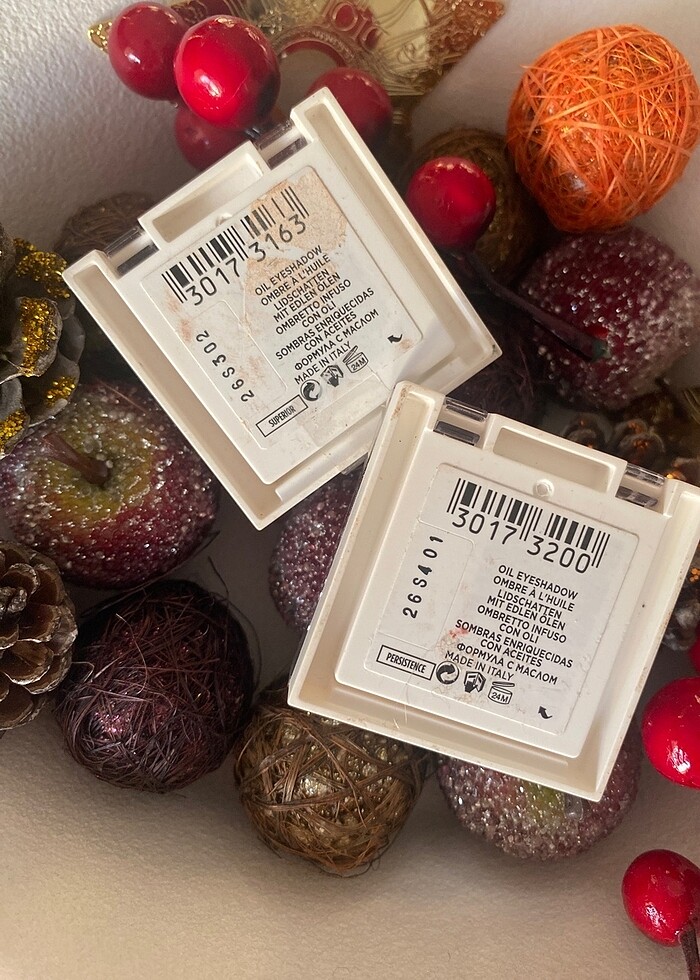 3017 3163
OIL EYESHADOW
OMBRE À L'HUILE
LIDSCHATTEN
MIT EDLEN ÖLEN
OMBRETTO INFUSO
CON OLI
SOMBRAS ENRIQUECIDAS
CON ACEITES
ФОРМУЛА С МАСЛОМ
MADE IN ITALY
26S302
SUPERIOR
24M
3017 3200
OIL EYESHADOW
OMBRE À L'HUILE
LIDSCHATTEN
MIT EDLEN ÖLEN
OMBRETTO INFUSO
CON OLI
SOMBRAS ENRIQUECIDAS
CON ACEITES
ФОРМУЛА С МАСЛОМ
MADE IN ITALY
26S401
PERSISTENCE
24M